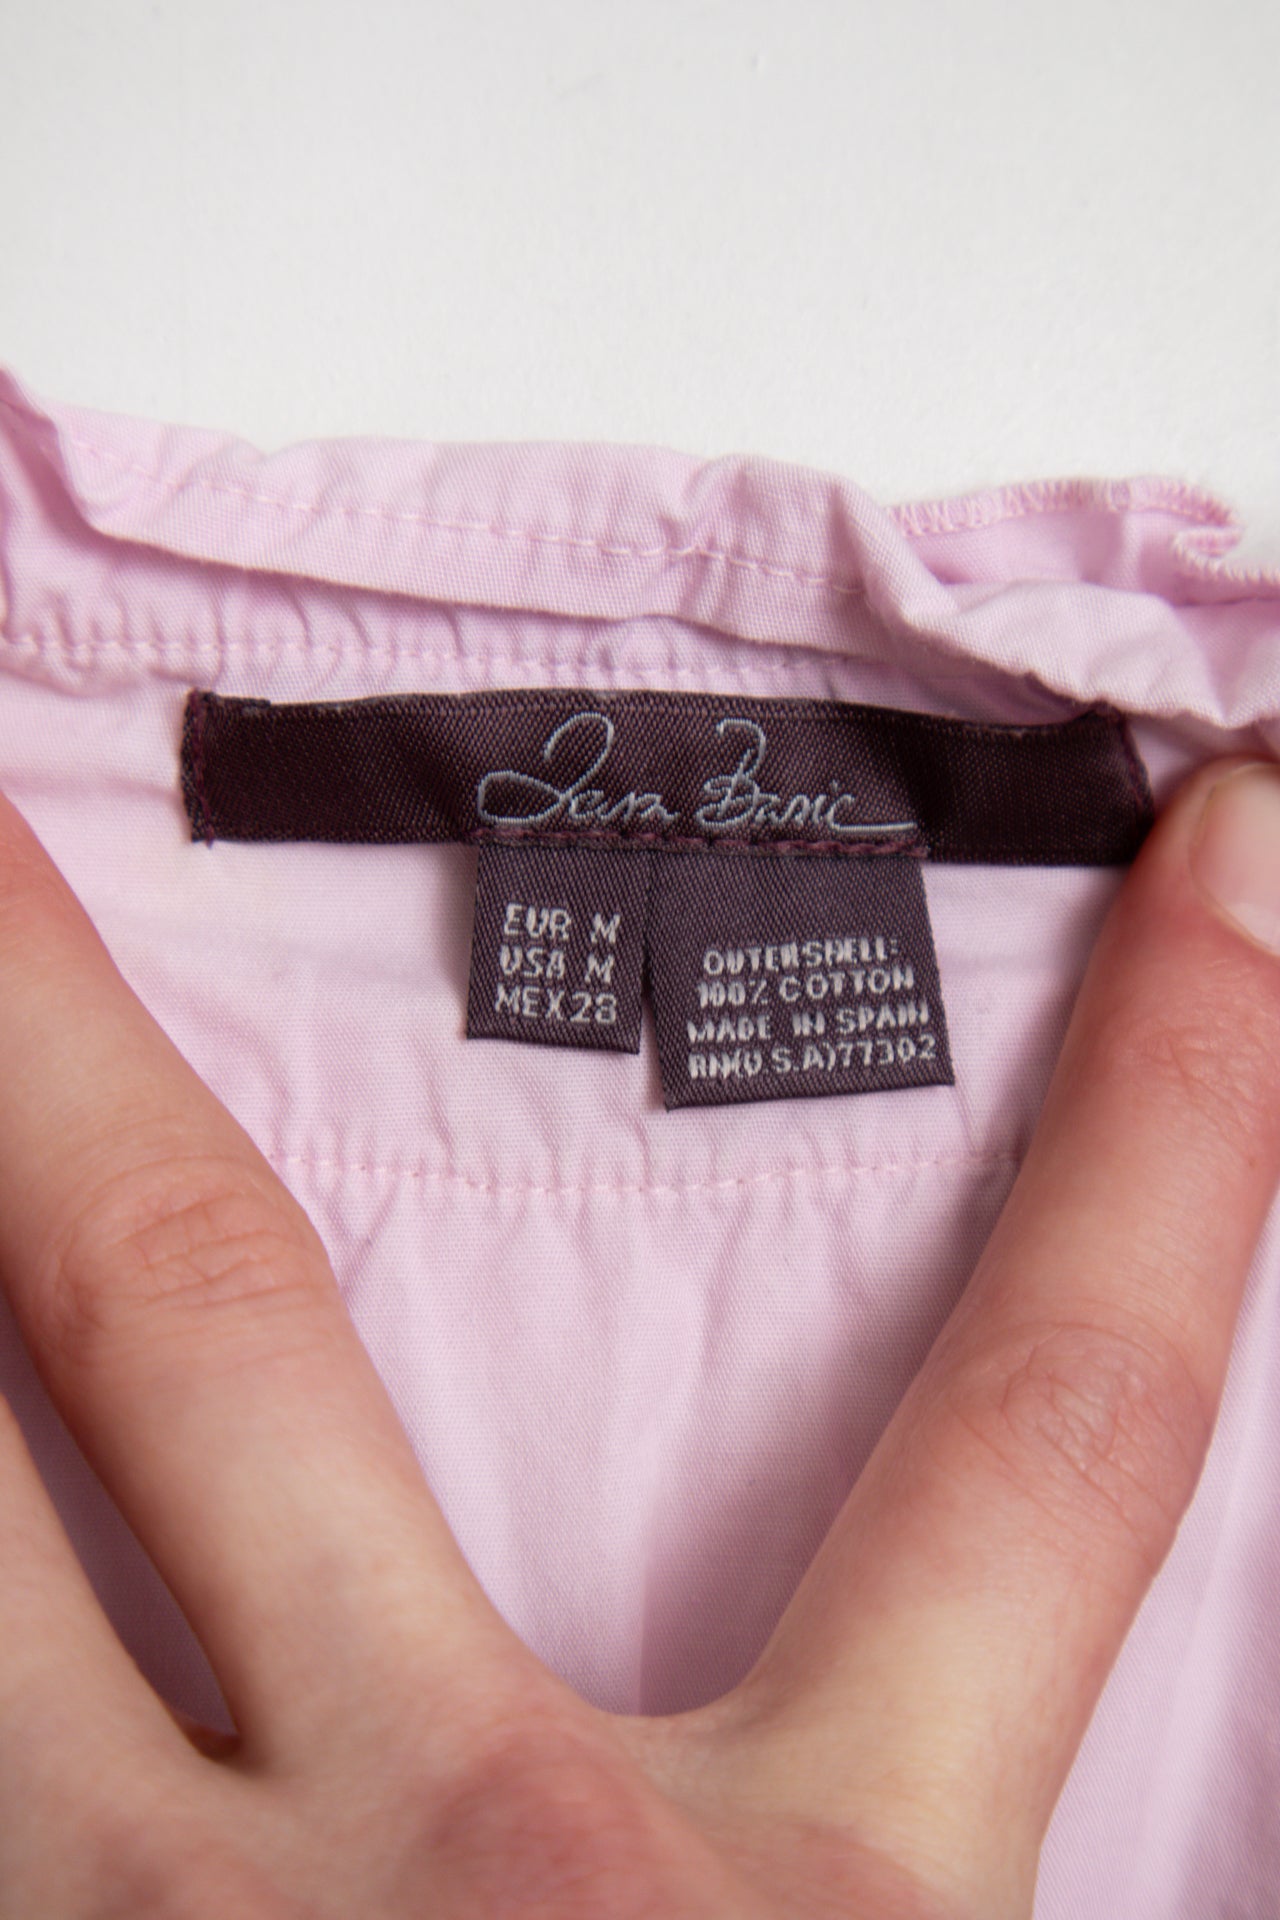 Zara Basic
EUR M
USA M
MEX 28
OUTERSHELL:
100% COTTON
MADE IN SPAIN
RN(U.S.A)77302